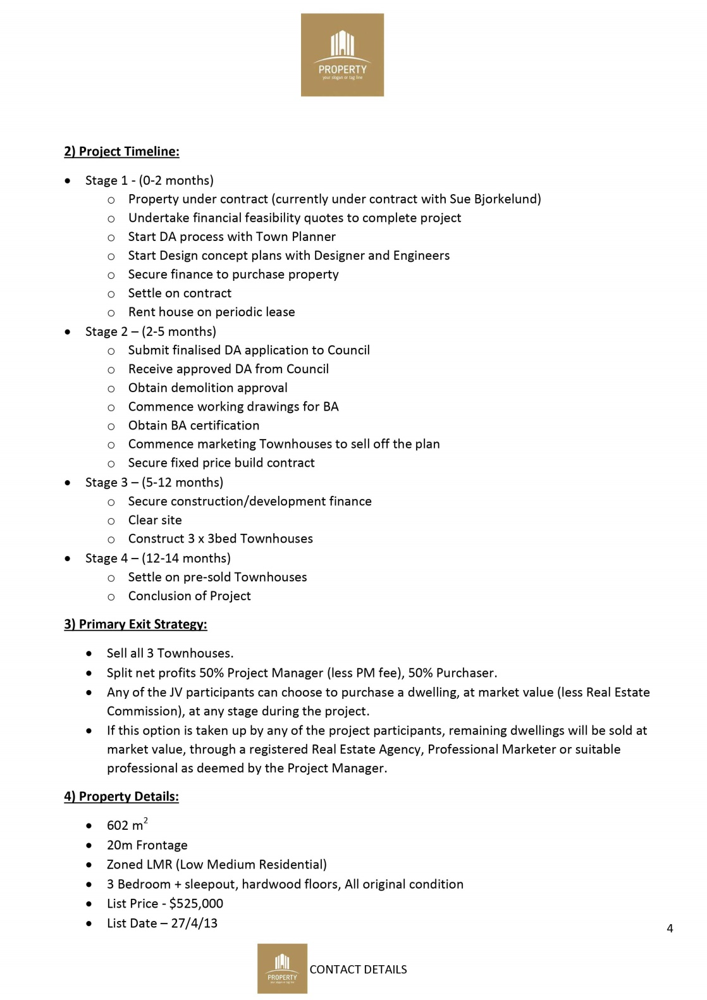 PROPERTY
your slogan or tag line
2) Project Timeline:
• Stage 1 - (0-2 months)
o Property under contract (currently under contract with Sue Bjorkelund)
o Undertake financial feasibility quotes to complete project
o Start DA process with Town Planner
o Start Design concept plans with Designer and Engineers
o Secure finance to purchase property
o Settle on contract
o Rent house on periodic lease
• Stage 2 – (2-5 months)
o Submit finalised DA application to Council
o Receive approved DA from Council
o Obtain demolition approval
o Commence working drawings for BA
o Obtain BA certification
o Commence marketing Townhouses to sell off the plan
o Secure fixed price build contract
• Stage 3 – (5-12 months)
o Secure construction/development finance
o Clear site
o Construct 3 x 3bed Townhouses
• Stage 4 – (12-14 months)
o Settle on pre-sold Townhouses
o Conclusion of Project
3) Primary Exit Strategy:
• Sell all 3 Townhouses.
• Split net profits 50% Project Manager (less PM fee), 50% Purchaser.
• Any of the JV participants can choose to purchase a dwelling, at market value (less Real Estate
Commission), at any stage during the project.
• If this option is taken up by any of the project participants, remaining dwellings will be sold at
market value, through a registered Real Estate Agency, Professional Marketer or suitable
professional as deemed by the Project Manager.
4) Property Details:
• 602 m²
• 20m Frontage
• Zoned LMR (Low Medium Residential)
• 3 Bedroom + sleepout, hardwood floors, All original condition
• List Price - $525,000
• List Date – 27/4/13
4
PROPERTY
your slogan or tag line
CONTACT DETAILS